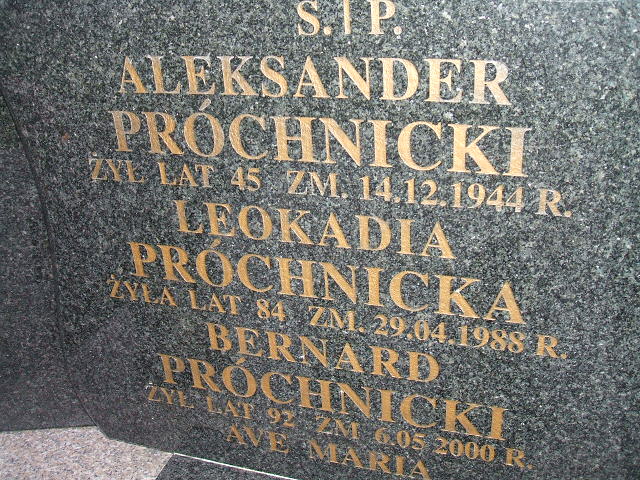 Ś. P.
ALEKSANDER
PRÓCHNICKI
ŻYŁ LAT 45 ZM. 14.12.1944 R.
LEOKADIA
PRÓCHNICKA
ŻYŁA LAT 84 ZM. 29.04.1988 R.
BERNARD
PRÓCHNICKI
ŻYŁ LAT 92 ZM 6.05 2000 R.
AVE MARIA